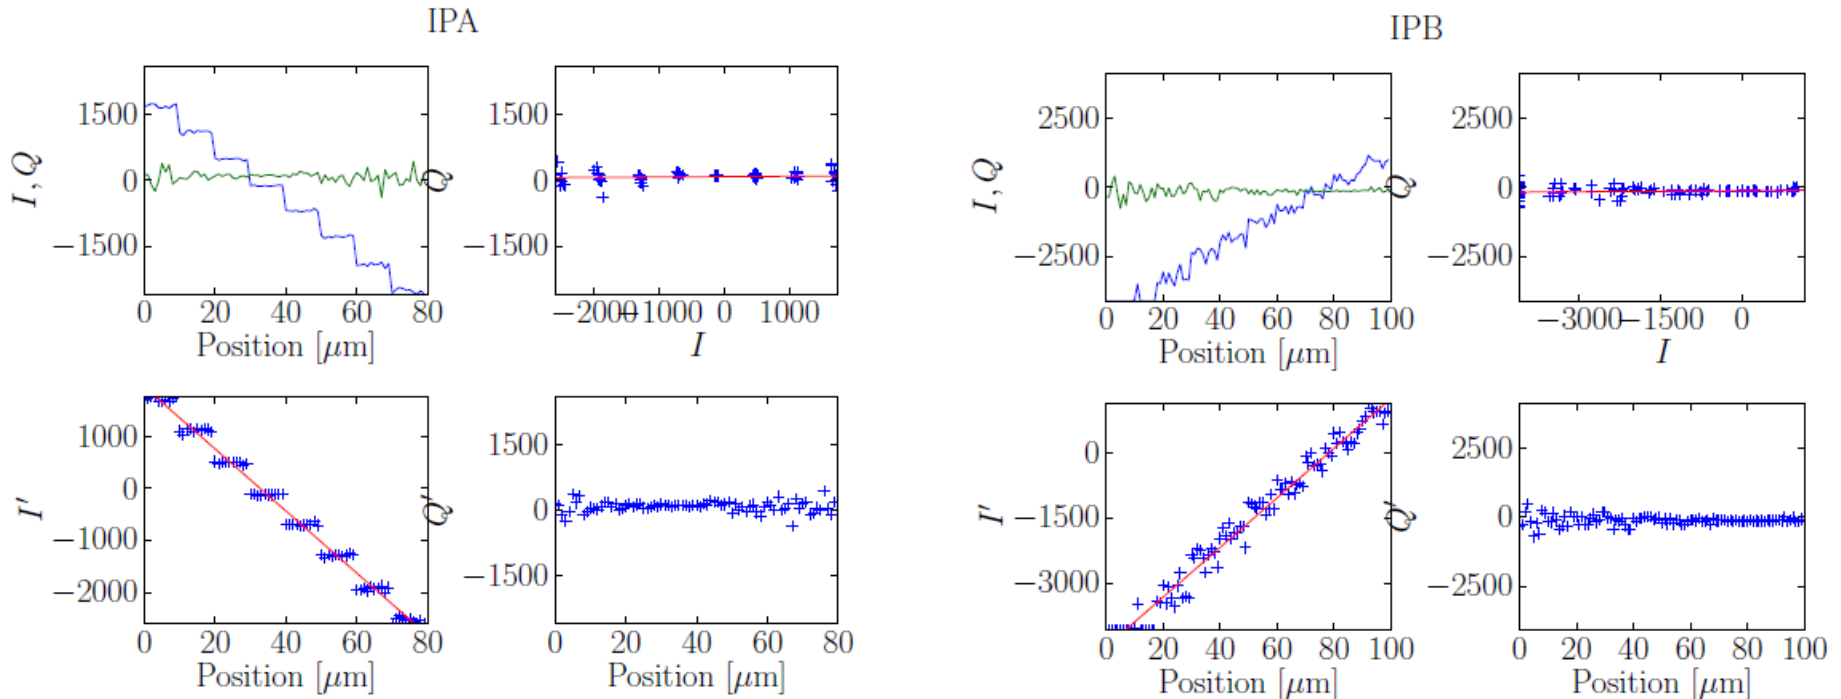 IPA
IPB
I, Q
1500
0
−1500
0 20 40 60 80
Position [μm]
Q
1500
0
−1500
−2000 −1000 0 1000
I
I, Q
2500
0
−2500
0 20 40 60 80 100
Position [μm]
Q
2500
0
−2500
−3000 −1500 0
I
I′
1000
0
−1000
−2000
0 20 40 60 80
Position [μm]
Q′
1500
0
−1500
0 20 40 60 80
Position [μm]
I′
0
−1500
−3000
0 20 40 60 80 100
Position [μm]
Q′
2500
0
−2500
0 20 40 60 80 100
Position [μm]